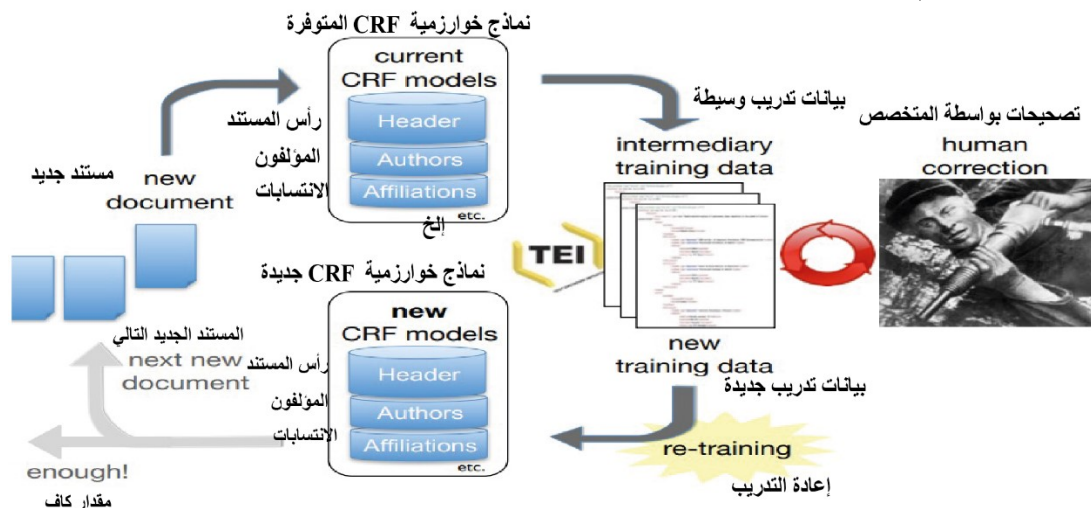 نماذج خوارزمية CRF المتوفرة
current
CRF models
Header
Authors
Affiliations
etc.
رأس المستند
المؤلفون
الانتسابات
إلخ
مستند جديد
new
document
بيانات تدريب وسيطة
intermediary
training data
تصحيحات بواسطة المتخصص
human
correction
TEI
new
training data
بيانات تدريب جديدة
re-training
إعادة التدريب
نماذج خوارزمية CRF جديدة
new
CRF models
Header
Authors
Affiliations
etc.
رأس المستند
المؤلفون
الانتسابات
المستند الجديد التالي
next new
document
enough!
مقدار كاف